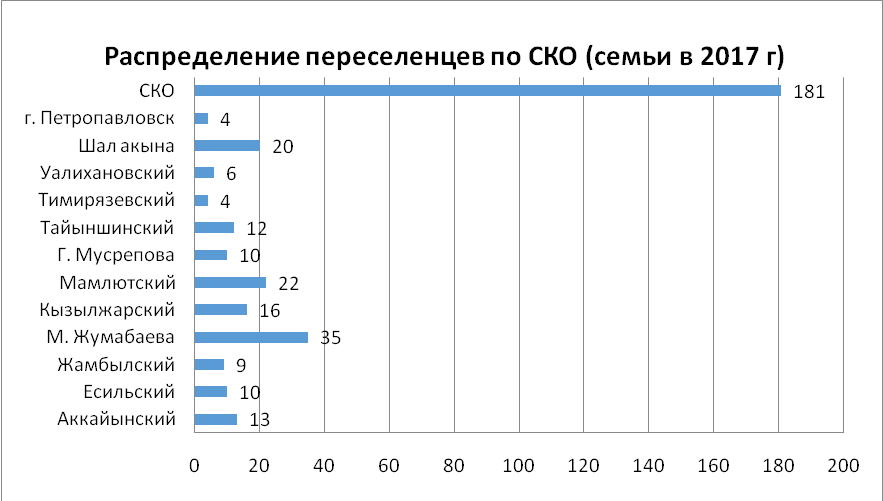 Распределение переселенцев по СКО (семьи в 2017 г)
СКО 181
г. Петропавловск 4
Шал акына 20
Уалихановский 6
Тимирязевский 4
Тайыншинский 12
Г. Мусрепова 10
Мамлютский 22
Кызылжарский 16
М. Жумабаева 35
Жамбылский 9
Есильский 10
Аккайынский 13
0 20 40 60 80 100 120 140 160 180 200